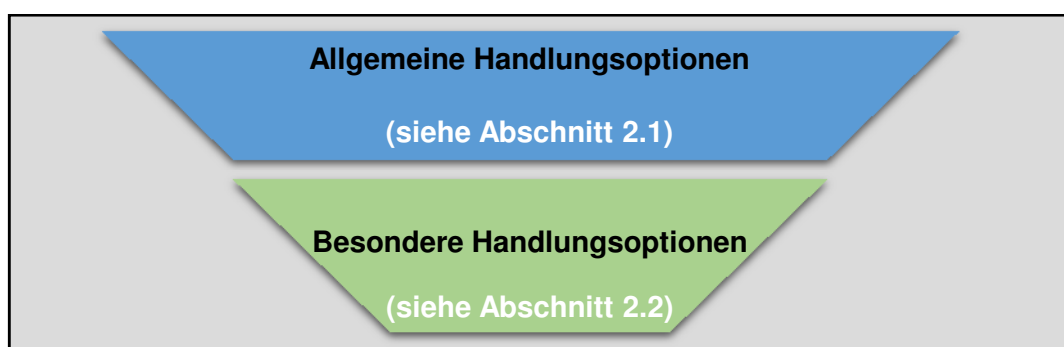 Allgemeine Handlungsoptionen
(siehe Abschnitt 2.1)
Besondere Handlungsoptionen
(siehe Abschnitt 2.2)